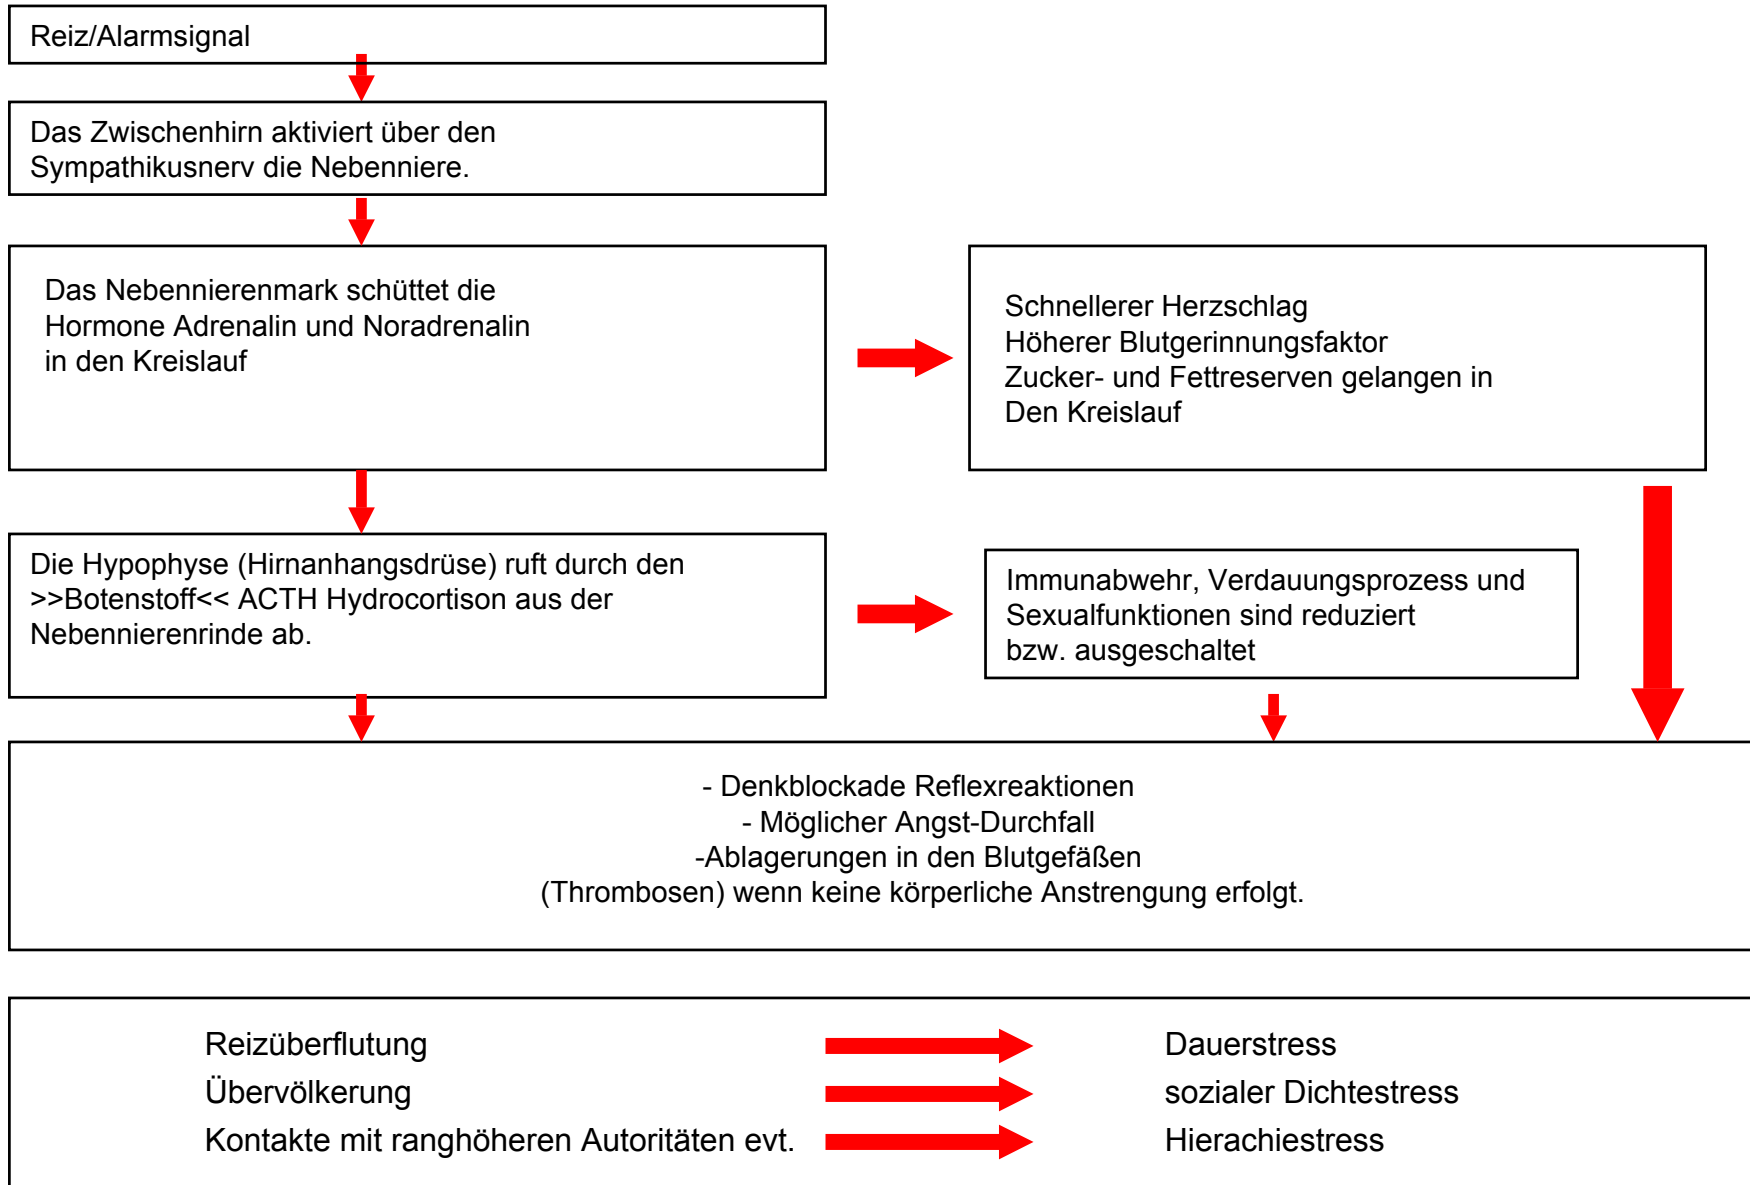 Reiz/Alarmsignal
Das Zwischenhirn aktiviert über den
Sympathikusnerv die Nebenniere.
Das Nebennierenmark schüttet die
Hormone Adrenalin und Noradrenalin
in den Kreislauf
Schnellerer Herzschlag
Höherer Blutgerinnungsfaktor
Zucker- und Fettreserven gelangen in
Den Kreislauf
Die Hypophyse (Hirnanhangsdrüse) ruft durch den
>>Botenstoff<< ACTH Hydrocortison aus der
Nebennierenrinde ab.
Immunabwehr, Verdauungsprozess und
Sexualfunktionen sind reduziert
bzw. ausgeschaltet
- Denkblockade Reflexreaktionen
- Möglicher Angst-Durchfall
-Ablagerungen in den Blutgefäßen
(Thrombosen) wenn keine körperliche Anstrengung erfolgt.
Reizüberflutung Dauerstress
Übervölkerung sozialer Dichtestress
Kontakte mit ranghöheren Autoritäten evt. Hierachiestress